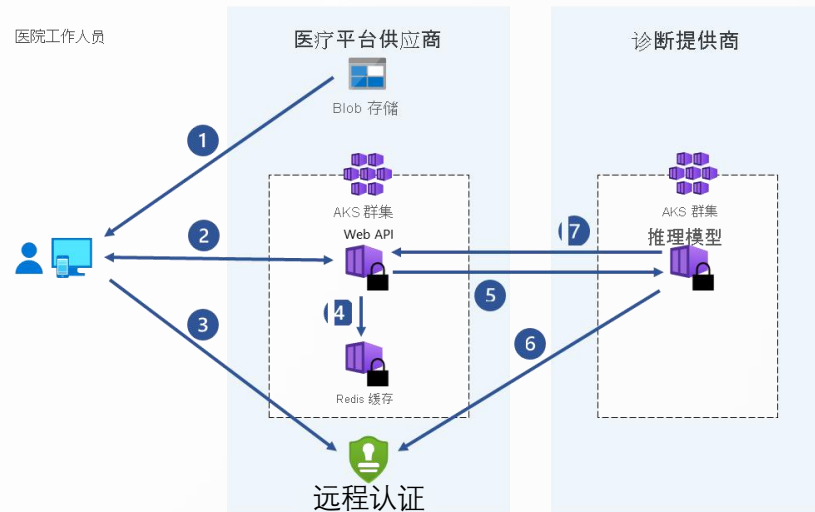 医院工作人员
医疗平台供应商
诊断提供商
Blob 存储
1
AKS 群集
AKS 群集
Web API
推理模型
2
7
5
3
4
6
Redis 缓存
远程认证